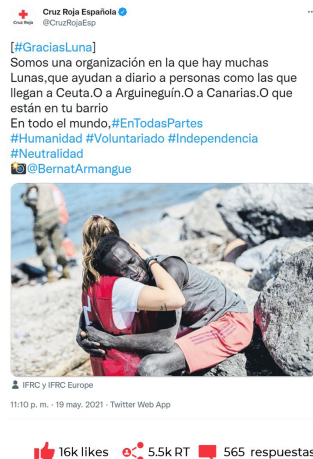 Cruz Roja Española
@CruzRojaEsp
[#GraciasLuna]
Somos una organización en la que hay muchas
Lunas,que ayudan a diario a personas como las que
llegan a Ceuta.O a Arguineguín.O a Canarias.O que
están en tu barrio
En todo el mundo,#EnTodasPartes
#Humanidad #Voluntariado #Independencia
#Neutralidad
@BernatArmangue
IFRC y IFRC Europe
11:10 p. m. · 19 may. 2021 · Twitter Web App
16k likes 5.5k RT 565 respuestas